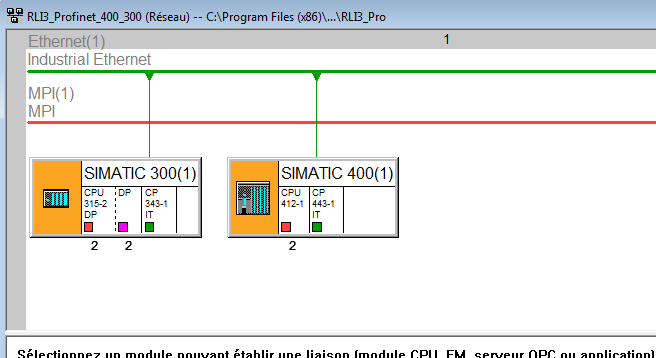 RLI3_Profinet_400_300 (Réseau) -- C:\Program Files (x86)\...\RLI3_Pro
Ethernet(1)
1
Industrial Ethernet
MPI(1)
MPI
SIMATIC 300(1)
CPU
315-2
DP
DP
CP
343-1
IT
2
2
SIMATIC 400(1)
CPU
412-1
CP
443-1
IT
2
Sélectionnez un module pouvant établir une liaison (module CPU, FM, serveur OPC ou application)